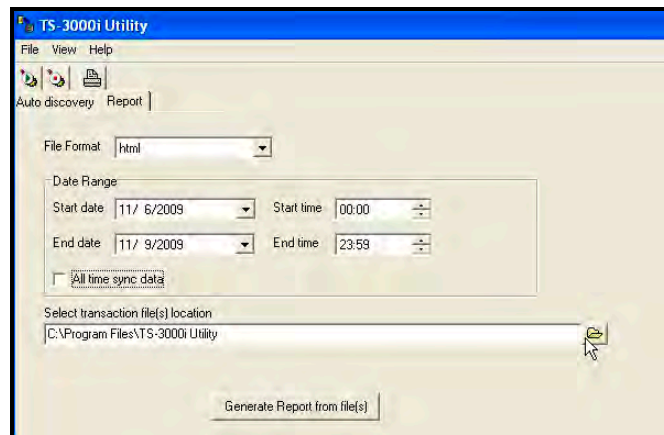 TS-3000i Utility
File View Help
Auto discovery Report
File Format html
Date Range
Start date 11/ 6/2009 Start time 00:00
End date 11/ 9/2009 End time 23:59
All time sync data
Select transaction file(s) location
C:\Program Files\TS-3000i Utility
Generate Report from file(s)